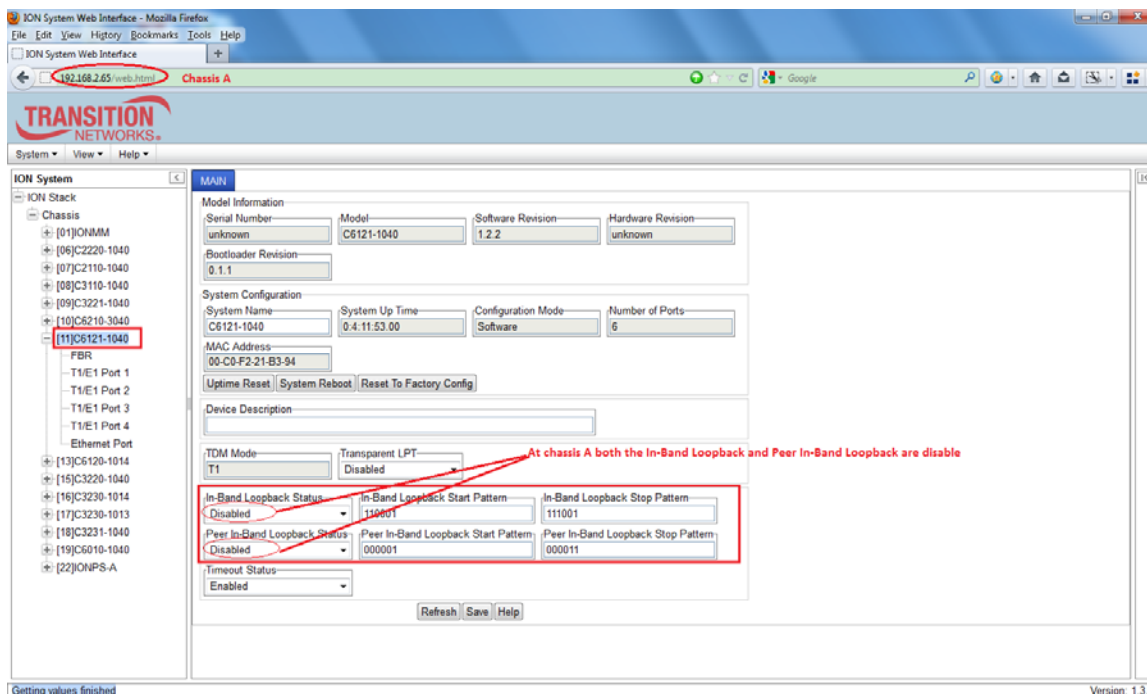 ION System Web Interface - Mozilla Firefox
File Edit View History Bookmarks Tools Help
ION System Web Interface +
192.168.2.65/web.html Chassis A Google
TRANSITION
NETWORKS®
System View Help
ION System
ION Stack
Chassis
[01]IONMM
[06]C2220-1040
[07]C2110-1040
[08]C3110-1040
[09]C3221-1040
[10]C6210-3040
[11]C6121-1040
FBR
T1/E1 Port 1
T1/E1 Port 2
T1/E1 Port 3
T1/E1 Port 4
Ethernet Port
[13]C6120-1014
[15]C3220-1040
[16]C3230-1014
[17]C3230-1013
[18]C3231-1040
[19]C6010-1040
[22]IONPS-A
MAIN
Model Information
Serial Number Model Software Revision Hardware Revision
unknown C6121-1040 1.2.2 unknown
Bootloader Revision
0.1.1
System Configuration
System Name System Up Time Configuration Mode Number of Ports
C6121-1040 0:4:11:53.00 Software 6
MAC Address
00-C0-F2-21-B3-94
Uptime Reset System Reboot Reset To Factory Config
Device Description
TDM Mode Transparent LPT
T1 Disabled
At chassis A both the In-Band Loopback and Peer In-Band Loopback are disable
In-Band Loopback Status In-Band Loopback Start Pattern In-Band Loopback Stop Pattern
Disabled 110001 111001
Peer In-Band Loopback Status Peer In-Band Loopback Start Pattern Peer In-Band Loopback Stop Pattern
Disabled 000001 000011
Timeout Status
Enabled
Refresh Save Help
Getting values finished Version: 1.3